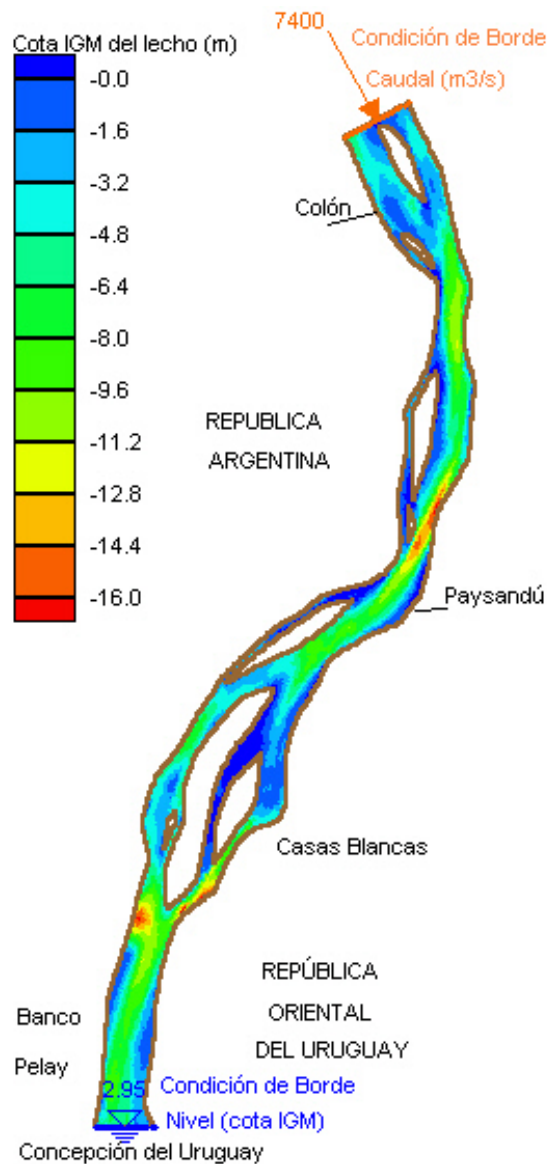 7400
Condición de Borde
Caudal (m3/s)
Cota IGM del lecho (m)
-0.0
-1.6
-3.2
-4.8
-6.4
-8.0
-9.6
-11.2
-12.8
-14.4
-16.0
Colón
REPUBLICA
ARGENTINA
Paysandú
Casas Blancas
REPÚBLICA
ORIENTAL
DEL URUGUAY
Banco
Pelay
2.95
Condición de Borde
Nivel (cota IGM)
Concepción del Uruguay